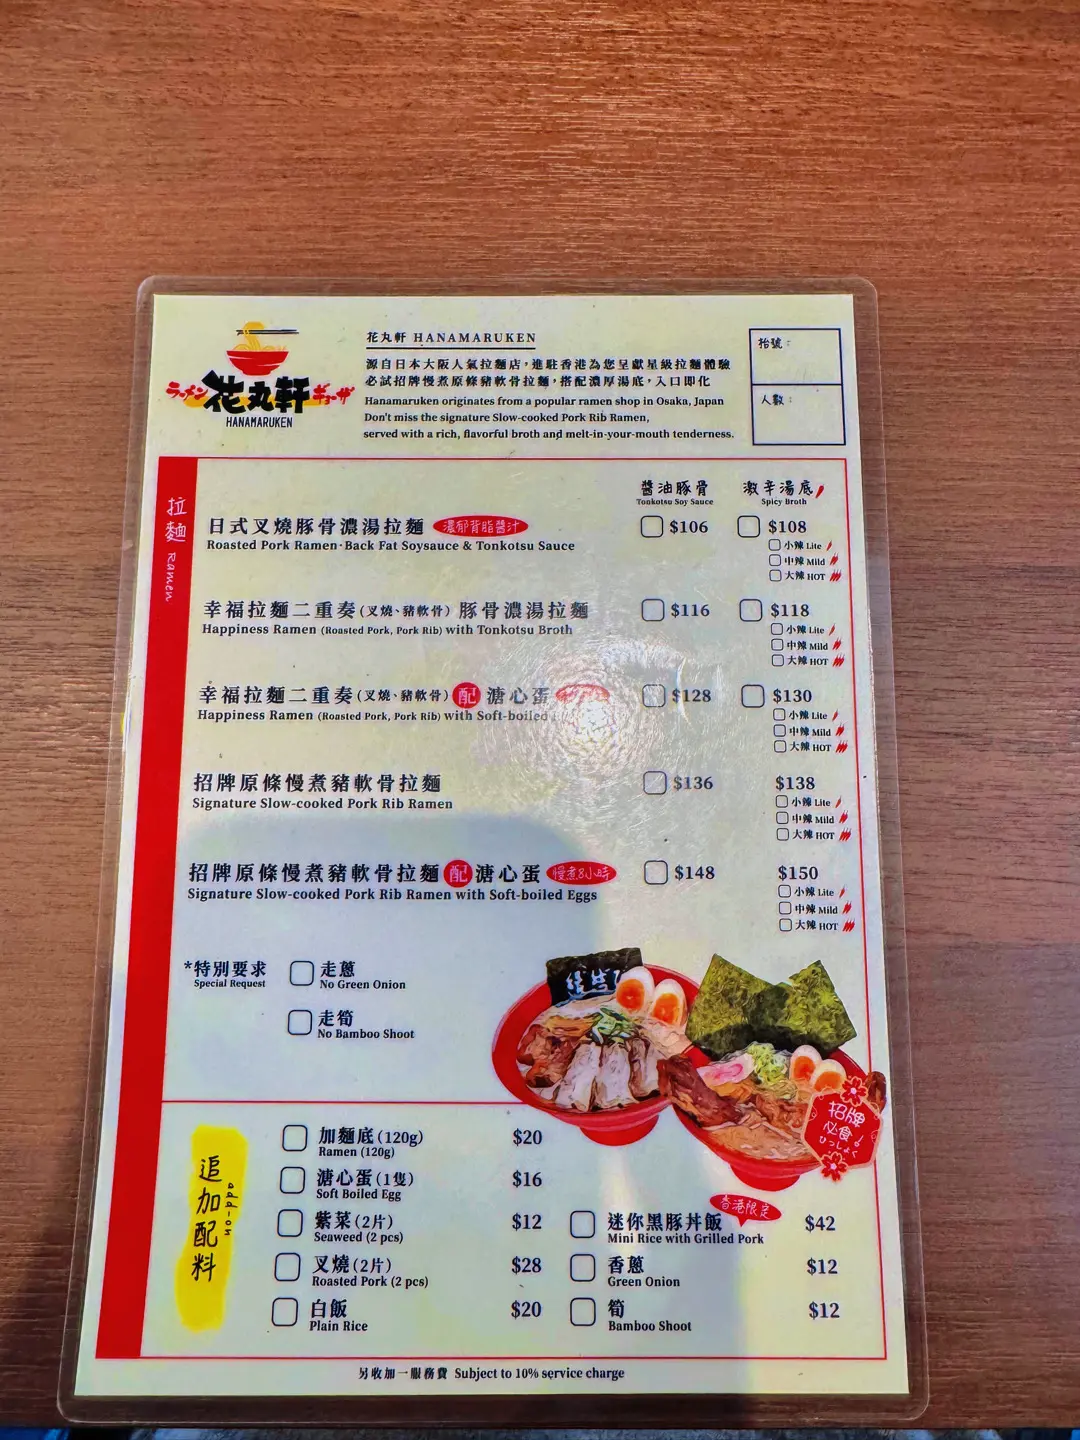 ラーメン 花丸軒 ギョーザ
HANAMARUKEN
花丸軒 HANAMARUKEN
源自日本大阪人氣拉麵店,進駐香港為您呈獻星級拉麵體驗
必試招牌慢煮原條豬軟骨拉麵,搭配濃厚湯底,入口即化
Hanamaruken originates from a popular ramen shop in Osaka, Japan
Don't miss the signature Slow-cooked Pork Rib Ramen,
served with a rich, flavorful broth and melt-in-your-mouth tenderness.
枱號:
人數:
拉麵 Ramen
醬油豚骨 激辛湯底
Tonkotsu Soy Sauce Spicy Broth
日式叉燒豚骨濃湯拉麵 濃郁背脂醬汁 $106 $108
Roasted Pork Ramen·Back Fat Soysauce & Tonkotsu Sauce
小辣 Lite
中辣 Mild
大辣 HOT
幸福拉麵二重奏(叉燒、豬軟骨) 豚骨濃湯拉麵 $116 $118
Happiness Ramen (Roasted Pork, Pork Rib) with Tonkotsu Broth
小辣 Lite
中辣 Mild
大辣 HOT
幸福拉麵二重奏(叉燒、豬軟骨) 配 溏心蛋 $128 $130
Happiness Ramen (Roasted Pork, Pork Rib) with Soft-boiled
小辣 Lite
中辣 Mild
大辣 HOT
招牌原條慢煮豬軟骨拉麵 $136 $138
Signature Slow-cooked Pork Rib Ramen
小辣 Lite
中辣 Mild
大辣 HOT
招牌原條慢煮豬軟骨拉麵 配 溏心蛋 慢煮8小時 $148 $150
Signature Slow-cooked Pork Rib Ramen with Soft-boiled Eggs
小辣 Lite
中辣 Mild
大辣 HOT
*特別要求 走蔥
Special Request No Green Onion
走筍
No Bamboo Shoot
招牌
必食!
ひっしょく
追加配料 add-on
加麵底(120g) $20
Ramen (120g)
溏心蛋(1隻) $16
Soft Boiled Egg
紫菜(2片) $12
Seaweed (2 pcs)
叉燒(2片) $28
Roasted Pork (2 pcs)
白飯 $20
Plain Rice
香港限定
迷你黑豚丼飯 $42
Mini Rice with Grilled Pork
香蔥 $12
Green Onion
筍 $12
Bamboo Shoot
另收加一服務費 Subject to 10% service charge